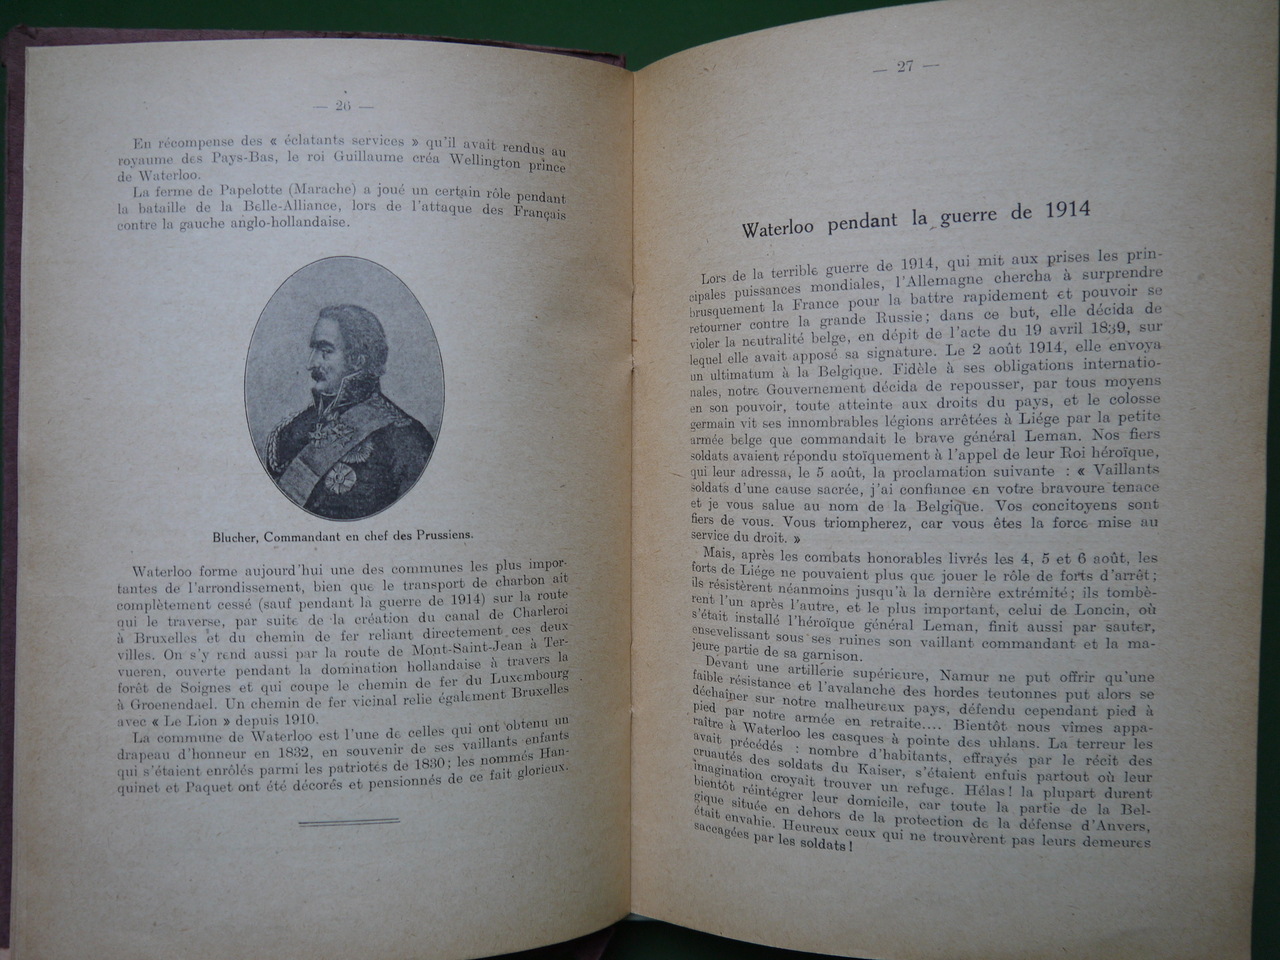 — 26 —
En récompense des « éclatants services » qu'il avait rendus au
royaume des Pays-Bas, le roi Guillaume créa Wellington prince
de Waterloo.
La ferme de Papelotte (Marache) a joué un certain rôle pendant
la bataille de la Belle-Alliance, lors de l'attaque des Français
contre la gauche anglo-hollandaise.
Blucher, Commandant en chef des Prussiens.
Waterloo forme aujourd'hui une des communes les plus impor-
tantes de l'arrondissement, bien que le transport de charbon ait
complètement cessé (sauf pendant la guerre de 1914) sur la route
qui le traverse, par suite de la création du canal de Charleroi
à Bruxelles et du chemin de fer reliant directement ces deux
villes. On s'y rend aussi par la route de Mont-Saint-Jean à Ter-
vueren, ouverte pendant la domination hollandaise à travers la
forêt de Soignes et qui coupe le chemin de fer du Luxembourg
à Groenendael. Un chemin de fer vicinal relie également Bruxelles
avec « Le Lion » depuis 1910.
La commune de Waterloo est l'une de celles qui ont obtenu un
drapeau d'honneur en 1832, en souvenir de ses vaillants enfants
qui s'étaient enrôlés parmi les patriotes de 1830; les nommés Han-
quinet et Paquet ont été décorés et pensionnés de ce fait glorieux.
— 27 —
Waterloo pendant la guerre de 1914
Lors de la terrible guerre de 1914, qui mit aux prises les prin-
cipales puissances mondiales, l'Allemagne chercha à surprendre
brusquement la France pour la battre rapidement et pouvoir se
retourner contre la grande Russie; dans ce but, elle décida de
violer la neutralité belge, en dépit de l'acte du 19 avril 1839, sur
lequel elle avait apposé sa signature. Le 2 août 1914, elle envoya
un ultimatum à la Belgique. Fidèle à ses obligations internatio-
nales, notre Gouvernement décida de repousser, par tous moyens
en son pouvoir, toute atteinte aux droits du pays, et le colosse
germain vit ses innombrables légions arrêtées à Liége par la petite
armée belge que commandait le brave général Leman. Nos fiers
soldats avaient répondu stoïquement à l'appel de leur Roi héroïque,
qui leur adressa, le 5 août, la proclamation suivante : « Vaillants
soldats d'une cause sacrée, j'ai confiance en votre bravoure tenace
et je vous salue au nom de la Belgique. Vos concitoyens sont
fiers de vous. Vous triompherez, car vous êtes la force mise au
service du droit. »
Mais, après les combats honorables livrés les 4, 5 et 6 août, les
forts de Liége ne pouvaient plus que jouer le rôle de forts d'arrêt;
ils résistèrent néanmoins jusqu'à la dernière extrémité; ils tombè-
rent l'un après l'autre, et le plus important, celui de Loncin, où
s'était installé l'héroïque général Leman, finit aussi par sauter,
ensevelissant sous ses ruines son vaillant commandant et la ma-
jeure partie de sa garnison.
Devant une artillerie supérieure, Namur ne put offrir qu'une
faible résistance et l'avalanche des hordes teutonnes put alors se
déchaîner sur notre malheureux pays, défendu cependant pied à
pied par notre armée en retraite.... Bientôt nous vîmes appa-
raître à Waterloo les casques à pointe des uhlans. La terreur les
avait précédés : nombre d'habitants, effrayés par le récit des
cruautés des soldats du Kaiser, s'étaient enfuis partout où leur
imagination croyait trouver un refuge. Hélas! la plupart durent
bientôt réintégrer leur domicile, car toute la partie de la Bel-
gique située en dehors de la protection de la défense d'Anvers,
était envahie. Heureux ceux qui ne trouvèrent pas leurs demeures
saccagées par les soldats!